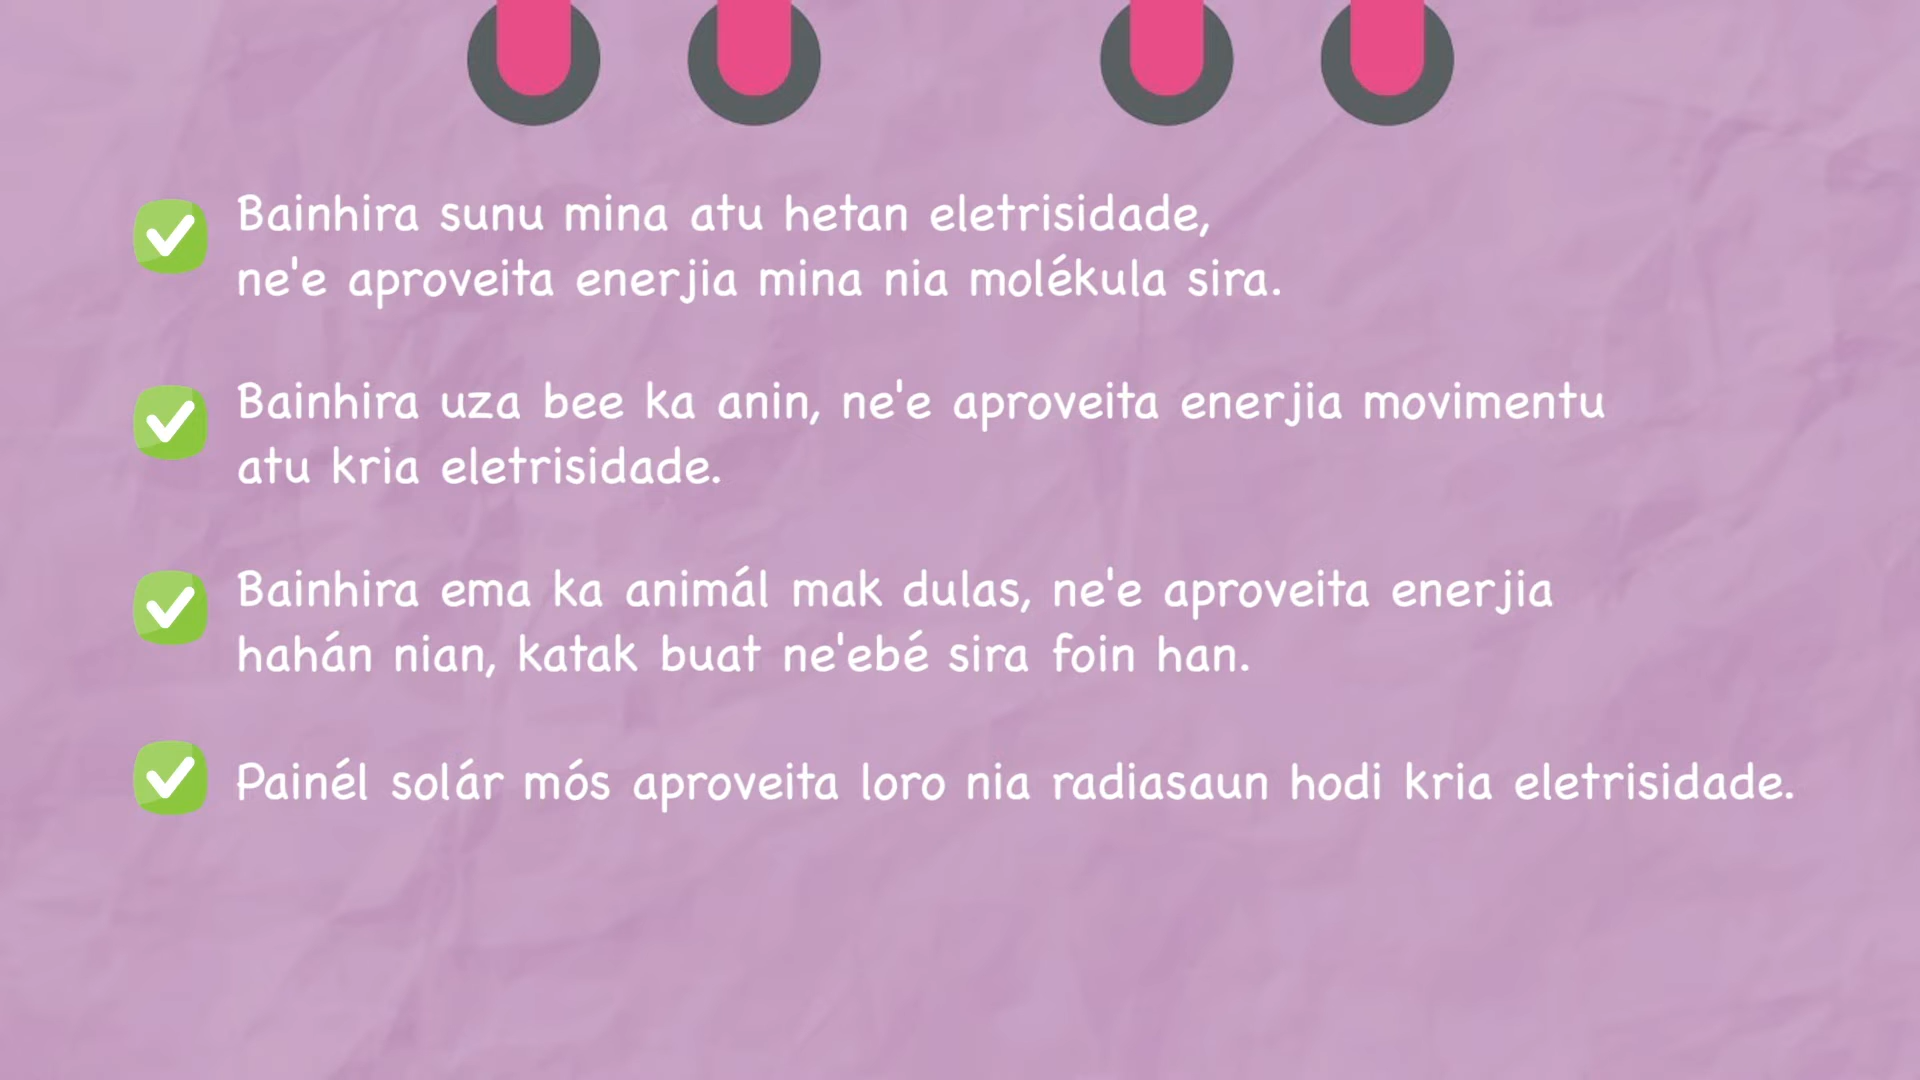 Bainhira sunu mina atu hetan eletrisidade,
ne'e aproveita enerjia mina nia molékula sira.
Bainhira uza bee ka anin, ne'e aproveita enerjia movimentu
atu kria eletrisidade.
Bainhira ema ka animál mak dulas, ne'e aproveita enerjia
hahán nian, katak buat ne'ebé sira foin han.
Painél solár mós aproveita loro nia radiasaun hodi kria eletrisidade.